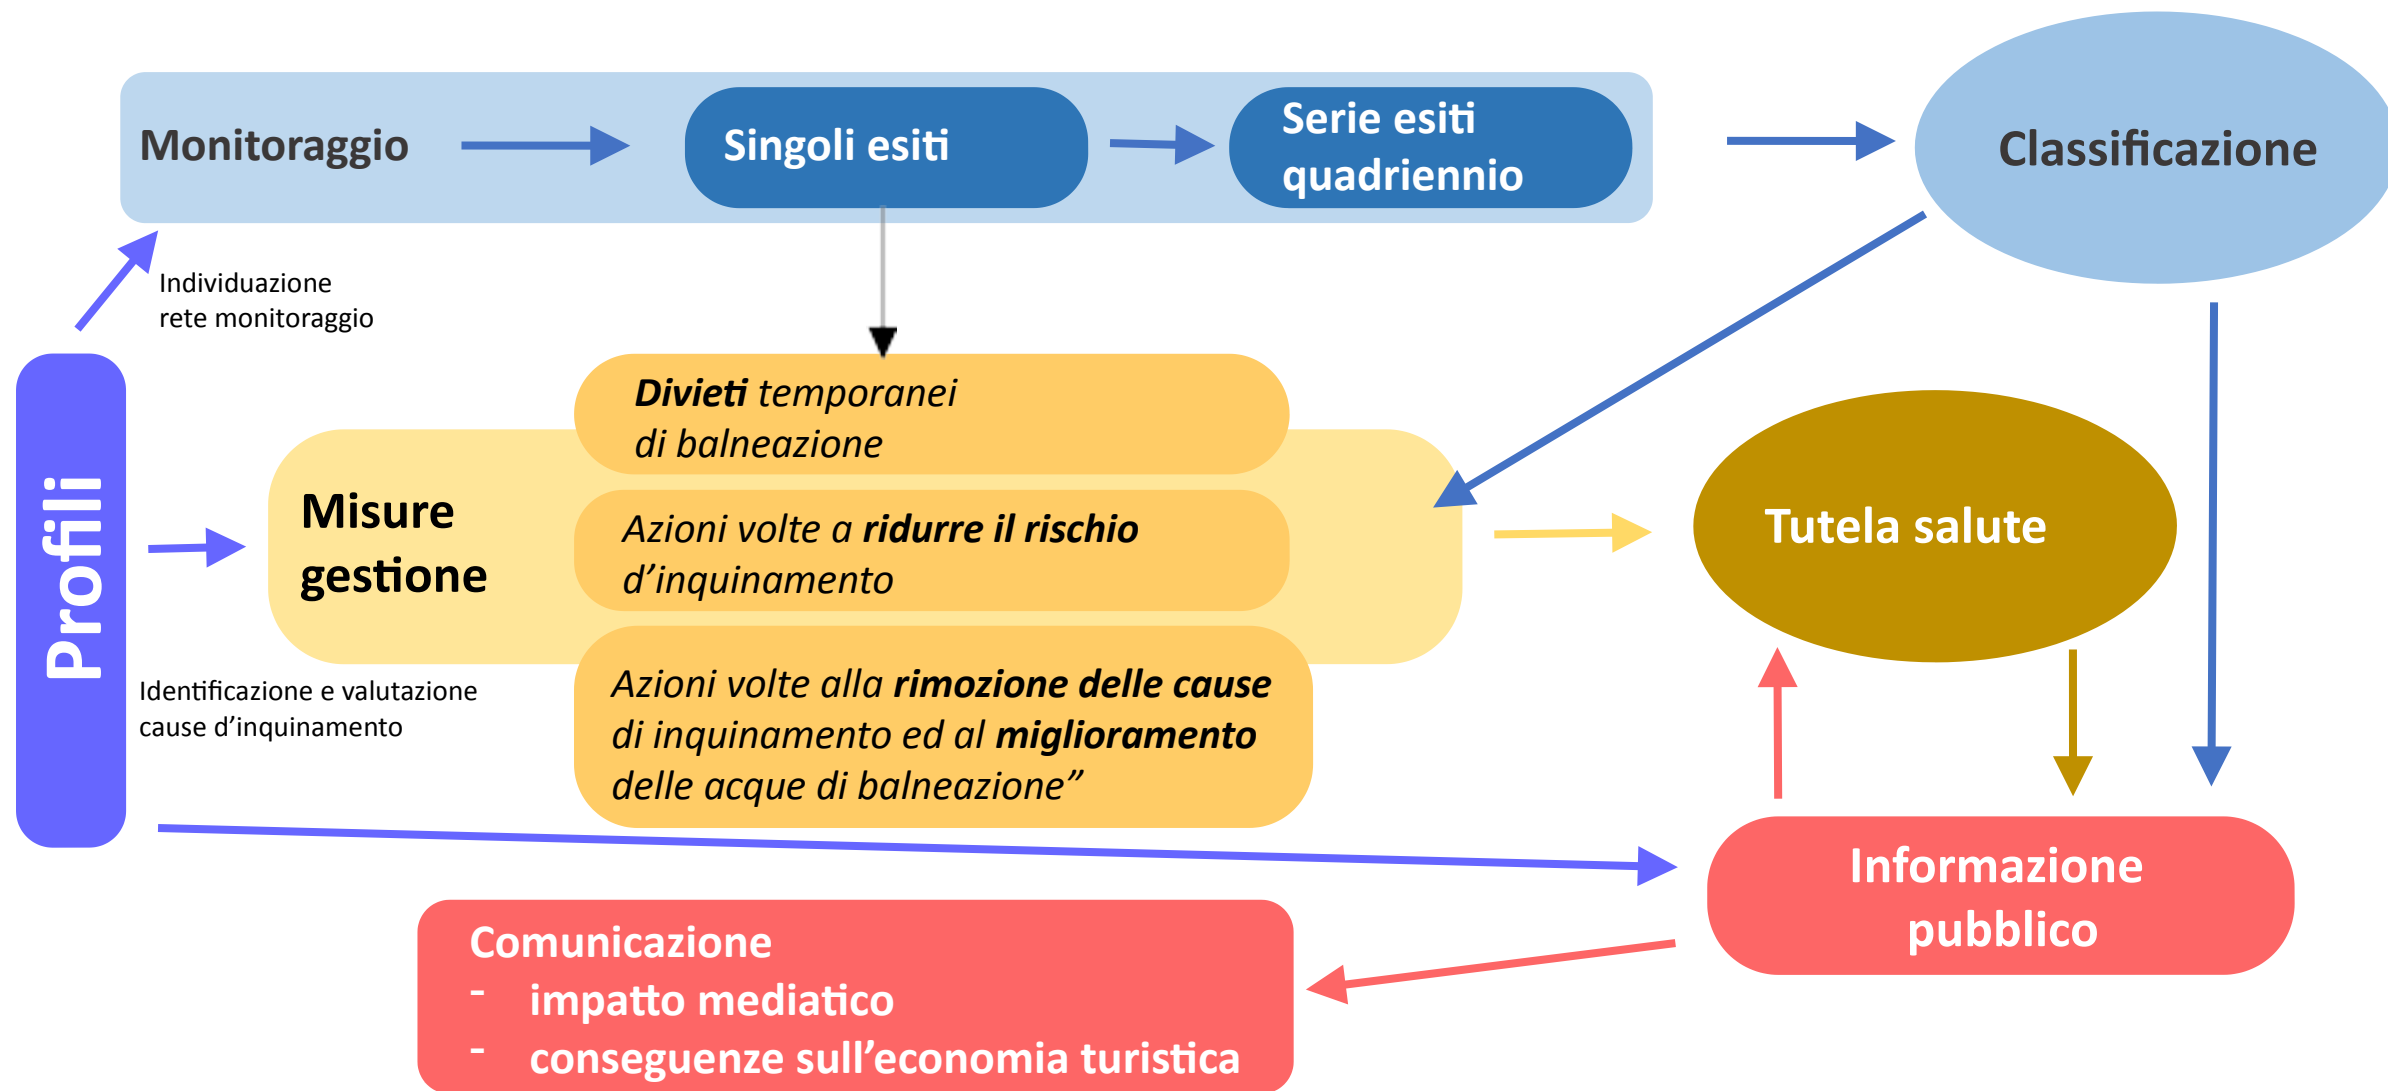 Monitoraggio
Singoli esiti
Serie esiti
quadriennio
Classificazione
Individuazione
rete monitoraggio
Profili
Misure
gestione
Divieti temporanei
di balneazione
Azioni volte a ridurre il rischio
d’inquinamento
Azioni volte alla rimozione delle cause
di inquinamento ed al miglioramento
delle acque di balneazione”
Tutela salute
Identificazione e valutazione
cause d’inquinamento
Informazione
pubblico
Comunicazione
- impatto mediatico
- conseguenze sull’economia turistica